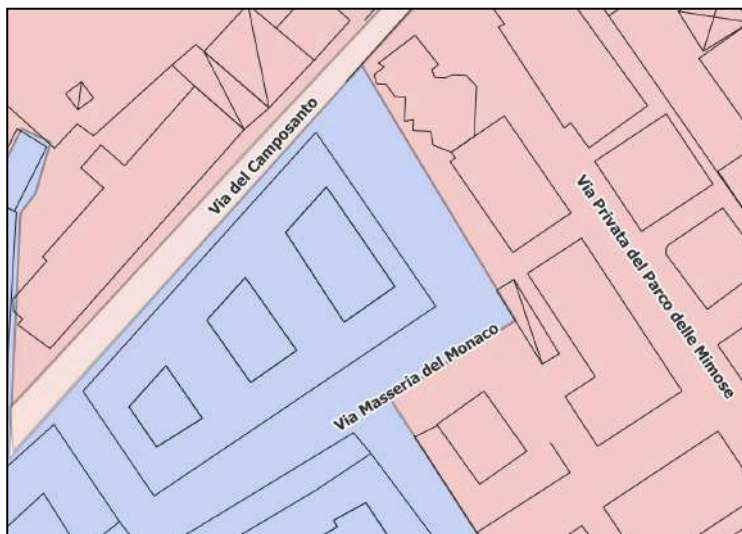 Via del Camposanto
Via Privata del Parco delle Mimose
Via Masseria del Monaco